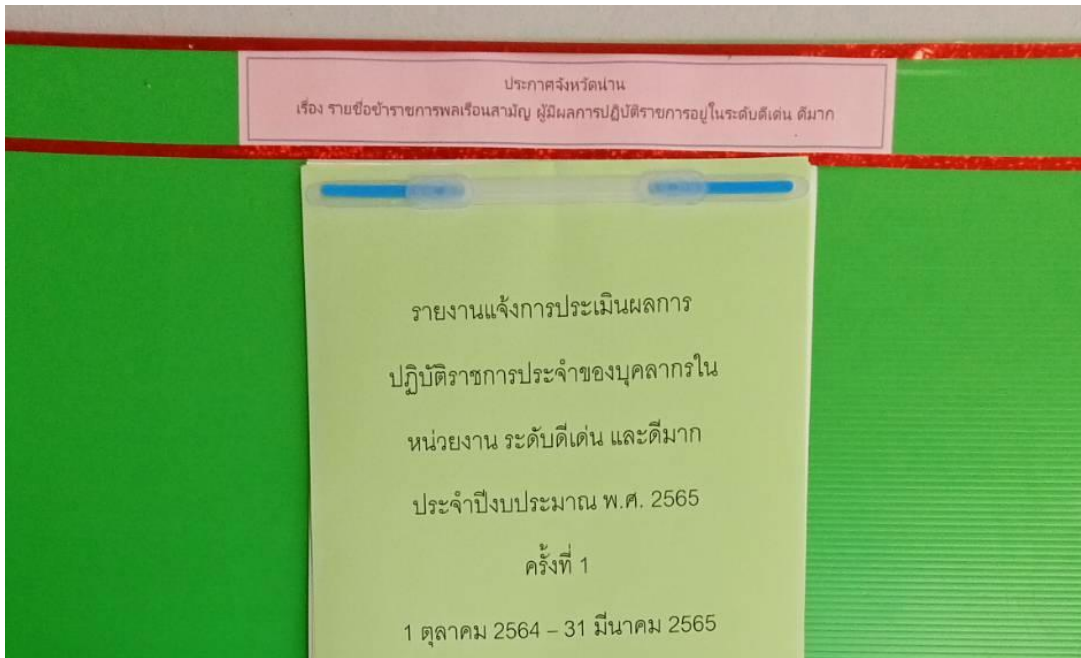 ประกาศจังหวัดน่าน
เรื่อง รายชื่อข้าราชการพลเรือนสามัญ ผู้มีผลการปฏิบัติราชการอยู่ในระดับดีเด่น ดีมาก
รายงานแจ้งการประเมินผลการ
ปฏิบัติราชการประจำของบุคลากรใน
หน่วยงาน ระดับดีเด่น และดีมาก
ประจำปีงบประมาณ พ.ศ. 2565
ครั้งที่ 1
1 ตุลาคม 2564 – 31 มีนาคม 2565